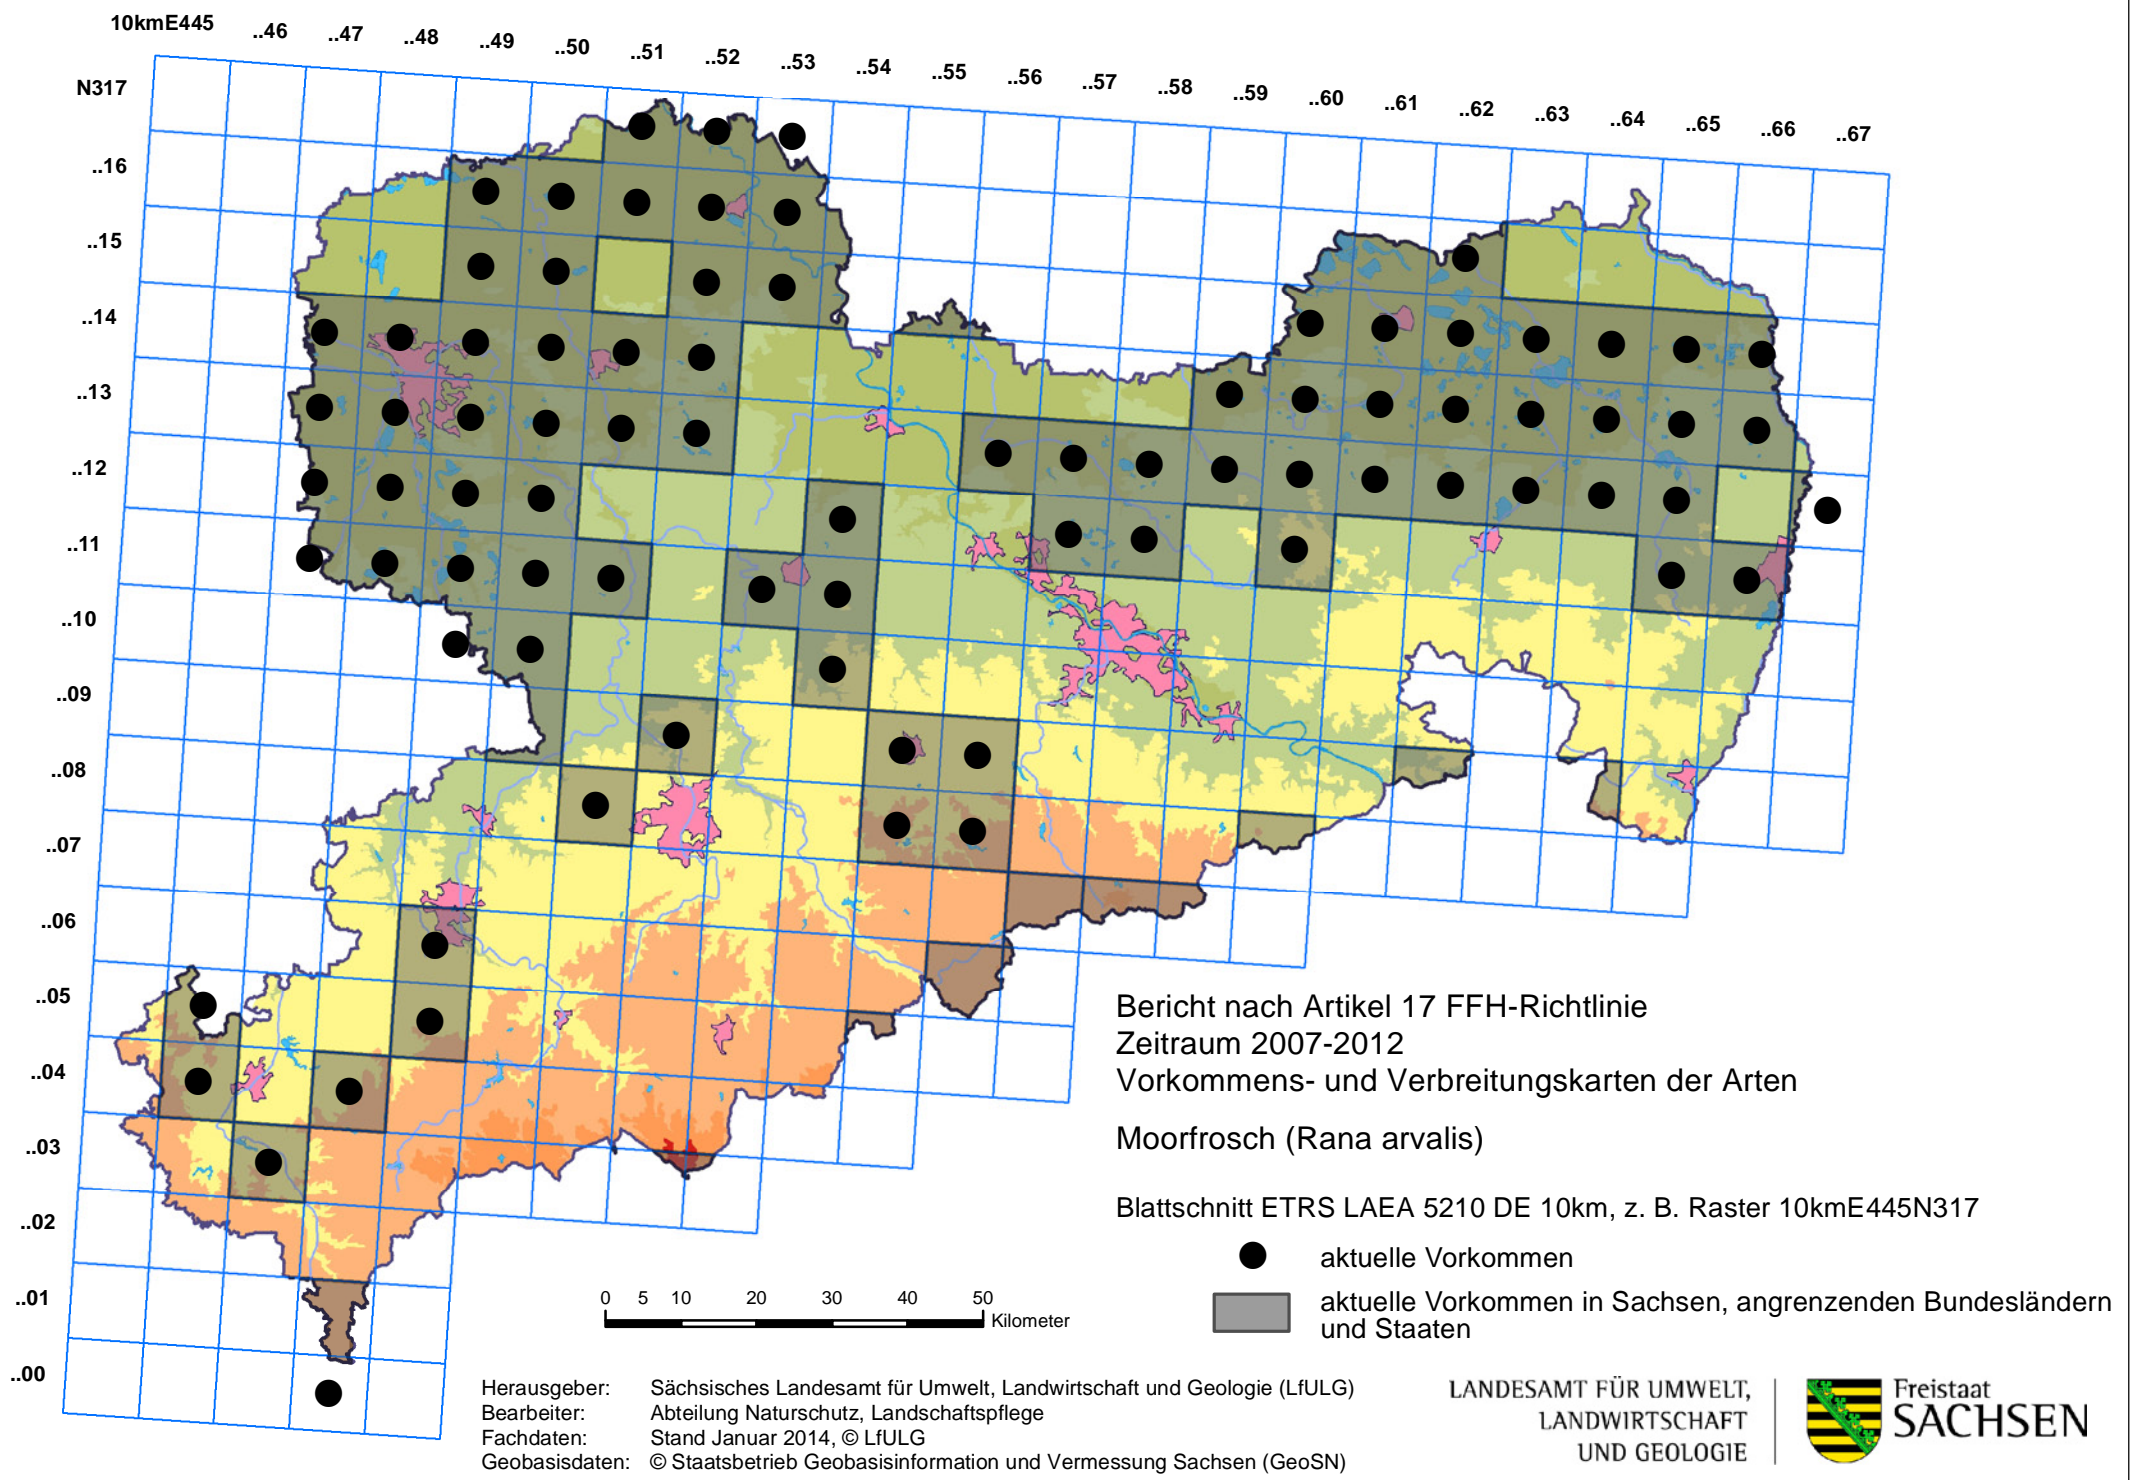 10kmE445 ..46 ..47 ..48 ..49 ..50 ..51 ..52 ..53 ..54 ..55 ..56 ..57 ..58 ..59 ..60 ..61 ..62 ..63 ..64 ..65 ..66 ..67
N317
..16
..15
..14
..13
..12
..11
..10
..09
..08
..07
..06
..05
..04
..03
..02
..01
..00
Bericht nach Artikel 17 FFH-Richtlinie
Zeitraum 2007-2012
Vorkommens- und Verbreitungskarten der Arten
Moorfrosch (Rana arvalis)
Blattschnitt ETRS LAEA 5210 DE 10km, z. B. Raster 10kmE445N317
aktuelle Vorkommen
aktuelle Vorkommen in Sachsen, angrenzenden Bundesländern
und Staaten
0 5 10 20 30 40 50
Kilometer
Herausgeber: Sächsisches Landesamt für Umwelt, Landwirtschaft und Geologie (LfULG)
Bearbeiter: Abteilung Naturschutz, Landschaftspflege
Fachdaten: Stand Januar 2014, © LfULG
Geobasisdaten: © Staatsbetrieb Geobasisinformation und Vermessung Sachsen (GeoSN)
LANDESAMT FÜR UMWELT,
LANDWIRTSCHAFT
UND GEOLOGIE
Freistaat
SACHSEN